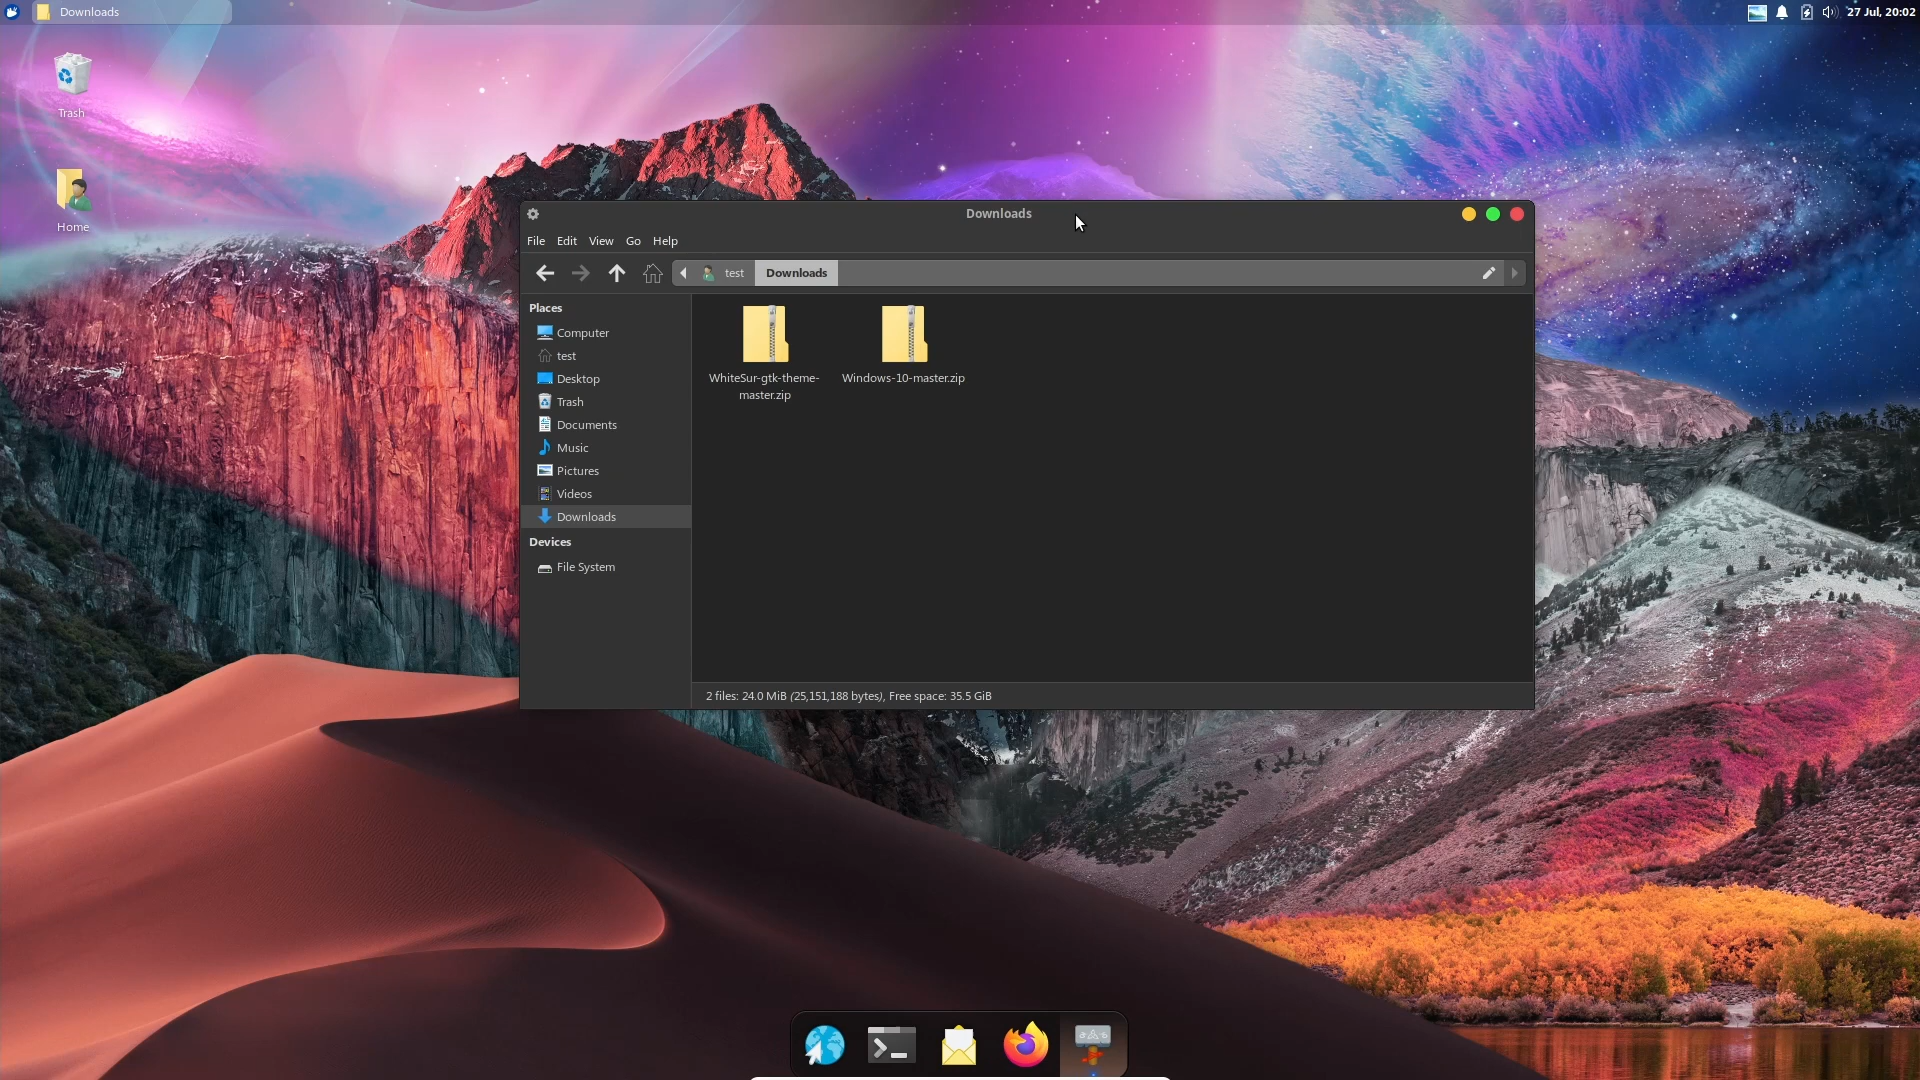 Downloads
27 Jul, 20:02
Trash
Home
Downloads
File Edit View Go Help
test Downloads
Places
Computer
test
Desktop
Trash
Documents
Music
Pictures
Videos
Downloads
Devices
File System
WhiteSur-gtk-theme-
master.zip
Windows-10-master.zip
2 files: 24.0 MiB (25,151,188 bytes), Free space: 35.5 GiB